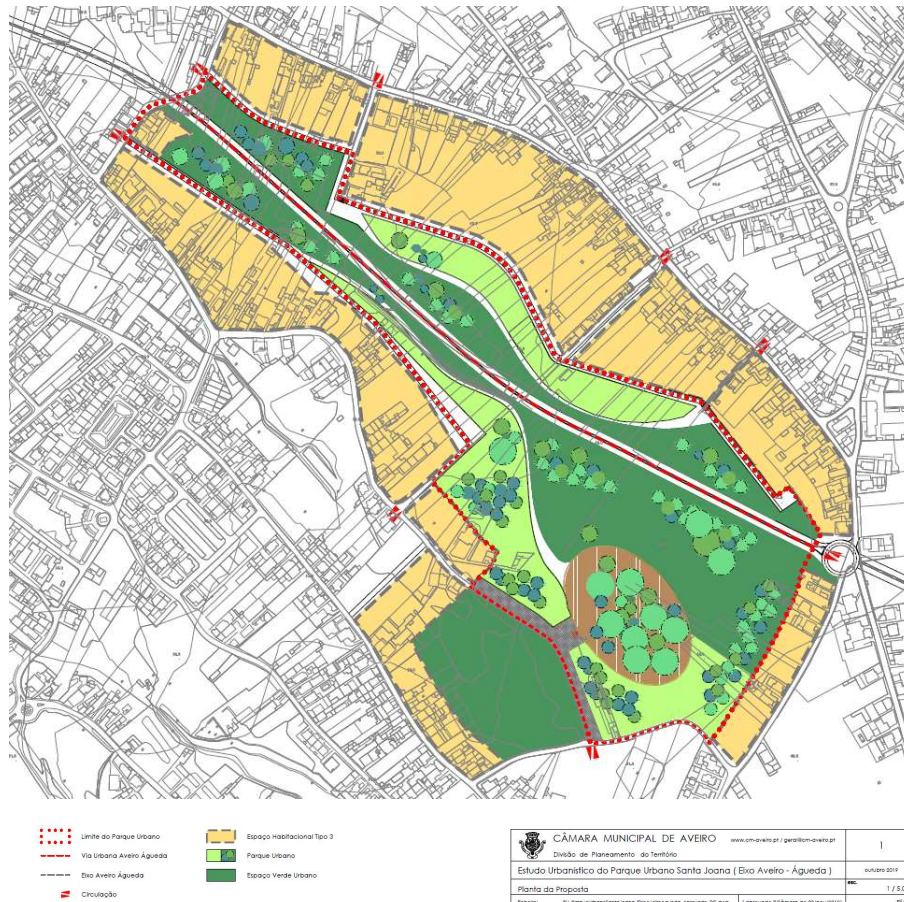 Limite do Parque Urbano
Via Urbana Aveiro Águeda
Eixo Aveiro Águeda
Circulação
Espaço Habitacional Tipo 3
Parque Urbano
Espaço Verde Urbano
CÂMARA MUNICIPAL DE AVEIRO www.cm-aveiro.pt / geral@cm-aveiro.pt
Divisão de Planeamento do Território
1
Estudo Urbanístico do Parque Urbano Santa Joana ( Eixo Aveiro - Águeda )
outubro 2019
Planta da Proposta
esc.
1 / 5.0